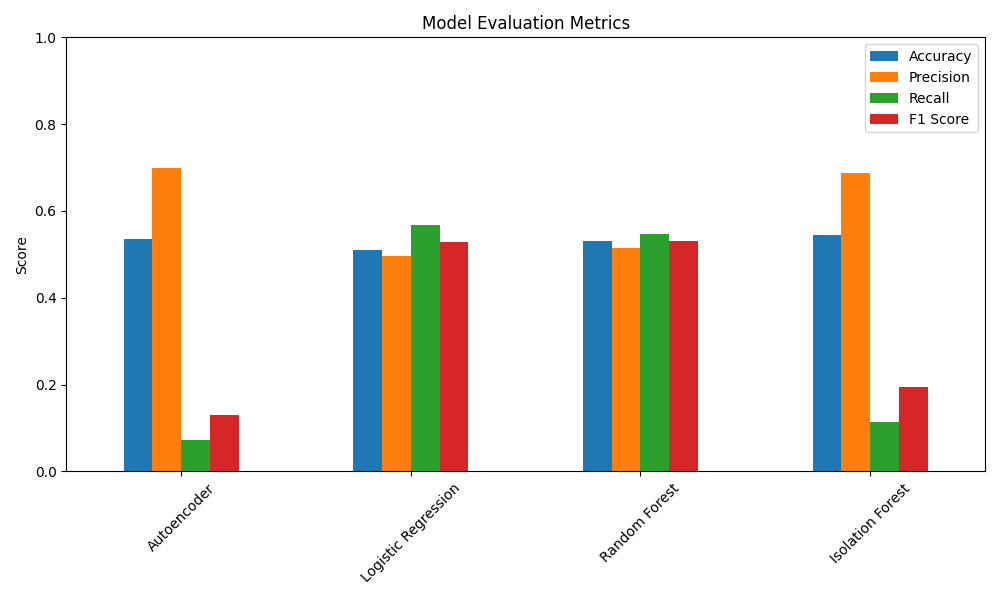 Model Evaluation Metrics
1.0
0.8
0.6
0.4
0.2
0.0
Score
Accuracy
Precision
Recall
F1 Score
Autoencoder
Logistic Regression
Random Forest
Isolation Forest